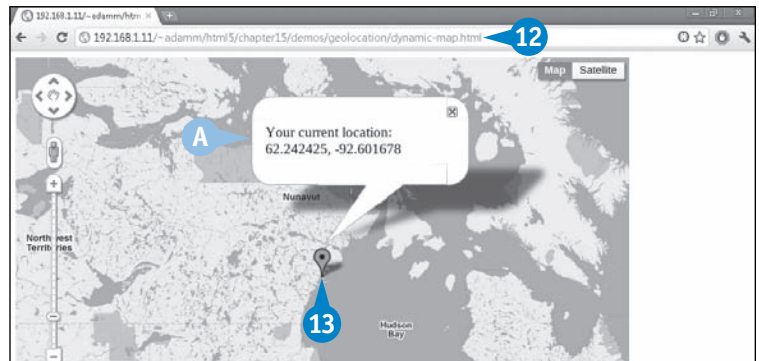 192.168.1.11/~adamm/htm
192.168.1.11/~adamm/html5/chapter15/demos/geolocation/dynamic-map.html
12
Map
Satellite
A
Your current location:
62.242425, -92.601678
Nunavut
Northwest
Territories
13
Hudson
Bay